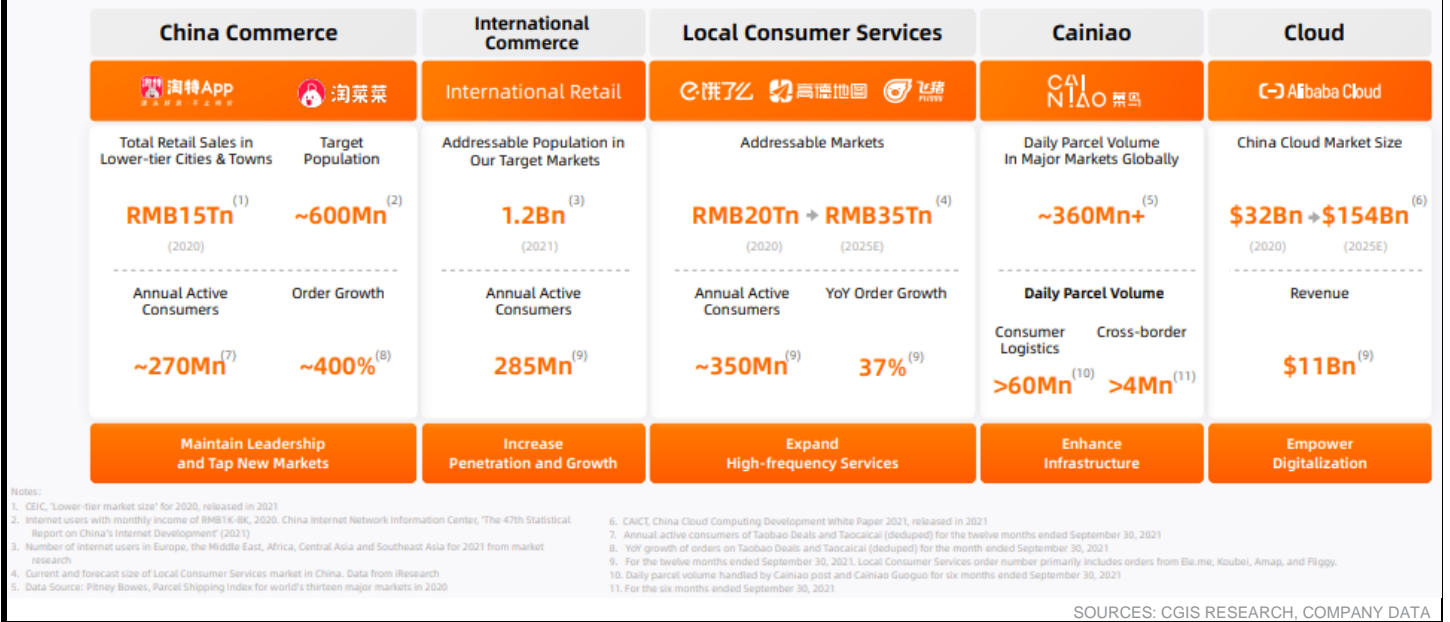 China Commerce
International
Commerce
Local Consumer Services
Cainiao
Cloud
淘特App
淘菜菜
International Retail
饿了么
高德地图
飞猪
Fliggy
CAI
NIAO 菜鸟
Alibaba Cloud
Total Retail Sales in
Lower-tier Cities & Towns
RMB15Tn(1)
(2020)
Target
Population
~600Mn(2)
Addressable Population in
Our Target Markets
1.2Bn(3)
(2021)
Addressable Markets
RMB20Tn → RMB35Tn(4)
(2020) (2025E)
Daily Parcel Volume
In Major Markets Globally
~360Mn+(5)
China Cloud Market Size
$32Bn → $154Bn(6)
(2020) (2025E)
Annual Active
Consumers
~270Mn(7)
Order Growth
~400%(8)
Annual Active
Consumers
285Mn(9)
Annual Active
Consumers
~350Mn(9)
YoY Order Growth
37%(9)
Daily Parcel Volume
Consumer
Logistics
>60Mn(10)
Cross-border
>4Mn(11)
Revenue
$11Bn(9)
Maintain Leadership
and Tap New Markets
Increase
Penetration and Growth
Expand
High-frequency Services
Enhance
Infrastructure
Empower
Digitalization
Notes:
1. CEIC, "Lower-tier market size" for 2020, released in 2021
2. Internet users with monthly income of RMB1K-8K, 2020. China Internet Network Information Center, 'The 47th Statistical
Report on China's Internet Development' (2021)
3. Number of internet users in Europe, the Middle East, Africa, Central Asia and Southeast Asia for 2021 from market
research
4. Current and forecast size of Local Consumer Services market in China. Data from iResearch
5. Data Source: Pitney Bowes, Parcel Shipping Index for world's thirteen major markets in 2020
6. CAICT, China Cloud Computing Development White Paper 2021, released in 2021
7. Annual active consumers of Taobao Deals and Taocaicai (deduped) for the twelve months ended September 30, 2021
8. YoY growth of orders on Taobao Deals and Taocaicai (deduped) for the month ended September 30, 2021
9. For the twelve months ended September 30, 2021. Local Consumer Services order number primarily includes orders from Ele.me, Koubei, Amap, and Fliggy.
10. Daily parcel volume handled by Cainiao post and Cainiao Guoguo for six months ended September 30, 2021
11. For the six months ended September 30, 2021
SOURCES: CGIS RESEARCH, COMPANY DATA